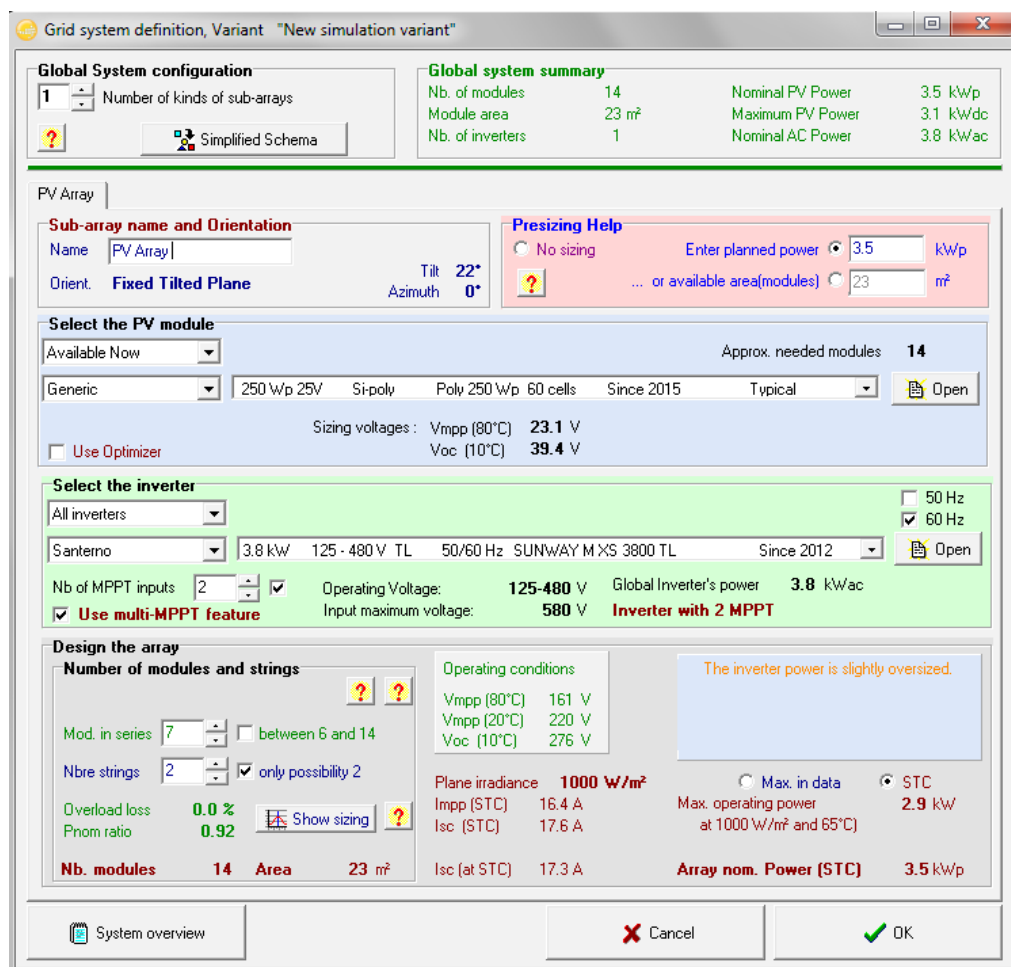 Grid system definition, Variant "New simulation variant"
Global System configuration
1 Number of kinds of sub-arrays
? Simplified Schema
Global system summary
Nb. of modules 14 Nominal PV Power 3.5 kWp
Module area 23 m² Maximum PV Power 3.1 kWdc
Nb. of inverters 1 Nominal AC Power 3.8 kWac
PV Array
Sub-array name and Orientation
Name PV Array
Orient. Fixed Tilted Plane
Tilt 22°
Azimuth 0°
Presizing Help
No sizing Enter planned power 3.5 kWp
? ... or available area(modules) 23 m²
Select the PV module
Available Now Approx. needed modules 14
Generic 250 Wp 25V Si-poly Poly 250 Wp 60 cells Since 2015 Typical Open
Sizing voltages : Vmpp (80°C) 23.1 V
Use Optimizer Voc (10°C) 39.4 V
Select the inverter
All inverters
50 Hz
60 Hz
Santerno 3.8 kW 125 - 480 V TL 50/60 Hz SUNWAY M XS 3800 TL Since 2012 Open
Nb of MPPT inputs 2 Operating Voltage: 125-480 V Global Inverter's power 3.8 kWac
Use multi-MPPT feature Input maximum voltage: 580 V Inverter with 2 MPPT
Design the array
Number of modules and strings
? ?
Mod. in series 7 between 6 and 14
Nbre strings 2 only possibility 2
Overload loss 0.0 %
Pnom ratio 0.92
Show sizing ?
Nb. modules 14 Area 23 m²
Operating conditions
Vmpp (80°C) 161 V
Vmpp (20°C) 220 V
Voc (10°C) 276 V
The inverter power is slightly oversized.
Plane irradiance 1000 W/m²
Max. in data STC
Impp (STC) 16.4 A
Isc (STC) 17.6 A
Max. operating power 2.9 kW
at 1000 W/m² and 65°C)
Isc (at STC) 17.3 A
Array nom. Power (STC) 3.5 kWp
System overview
Cancel
OK